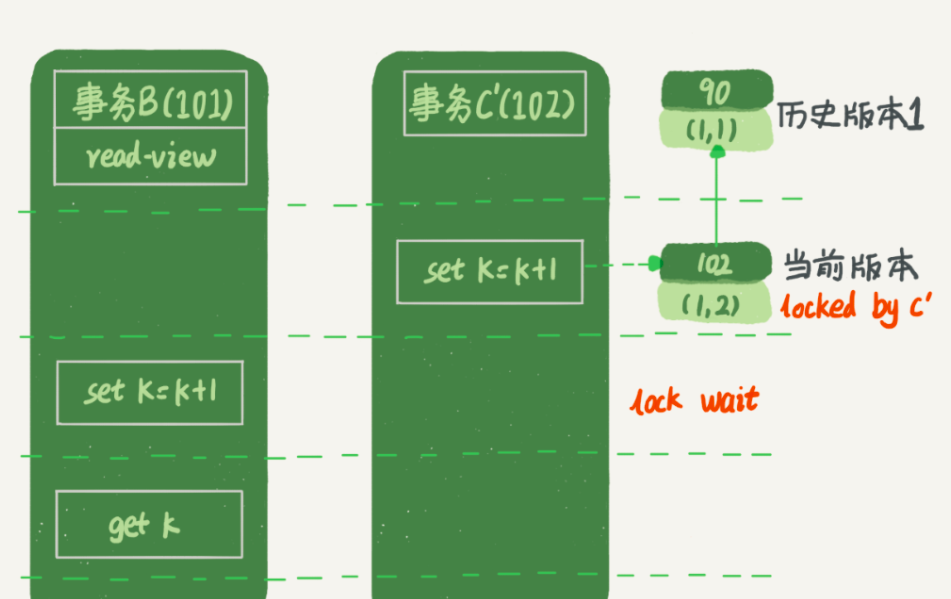 事务B(101)
read-view
事务C'(102)
90
(1,1)
历史版本1
set k=k+1
102
(1,2)
当前版本
locked by c'
set k=k+1
lock wait
get k